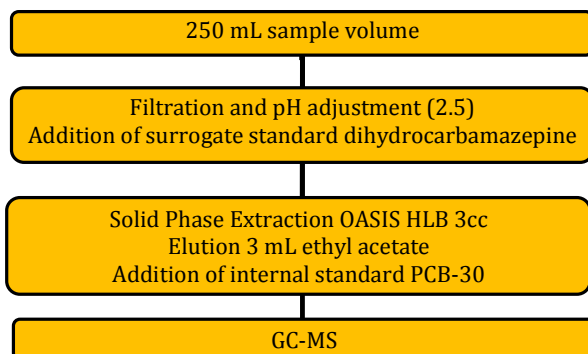 250 mL sample volume
Filtration and pH adjustment (2.5)
Addition of surrogate standard dihydrocarbamazepine
Solid Phase Extraction OASIS HLB 3cc
Elution 3 mL ethyl acetate
Addition of internal standard PCB-30
GC-MS